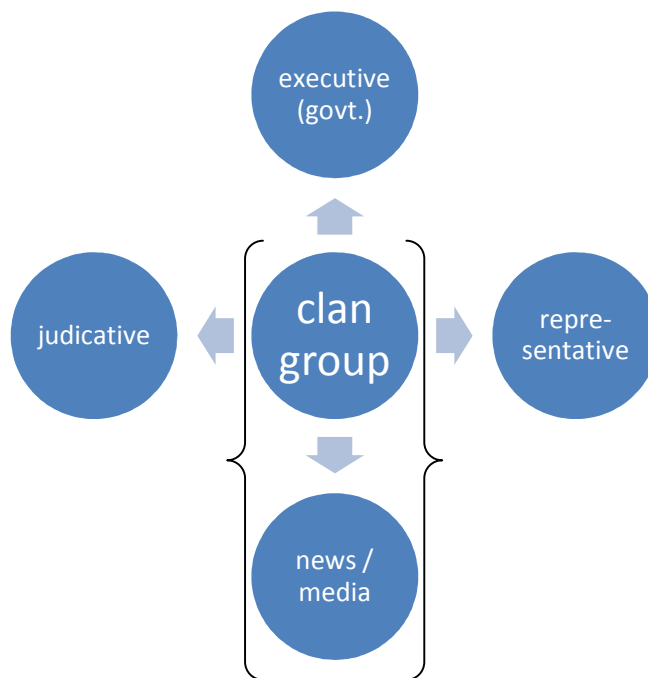 executive
(govt.)
judicative
clan
group
repre-
sentative
news /
media